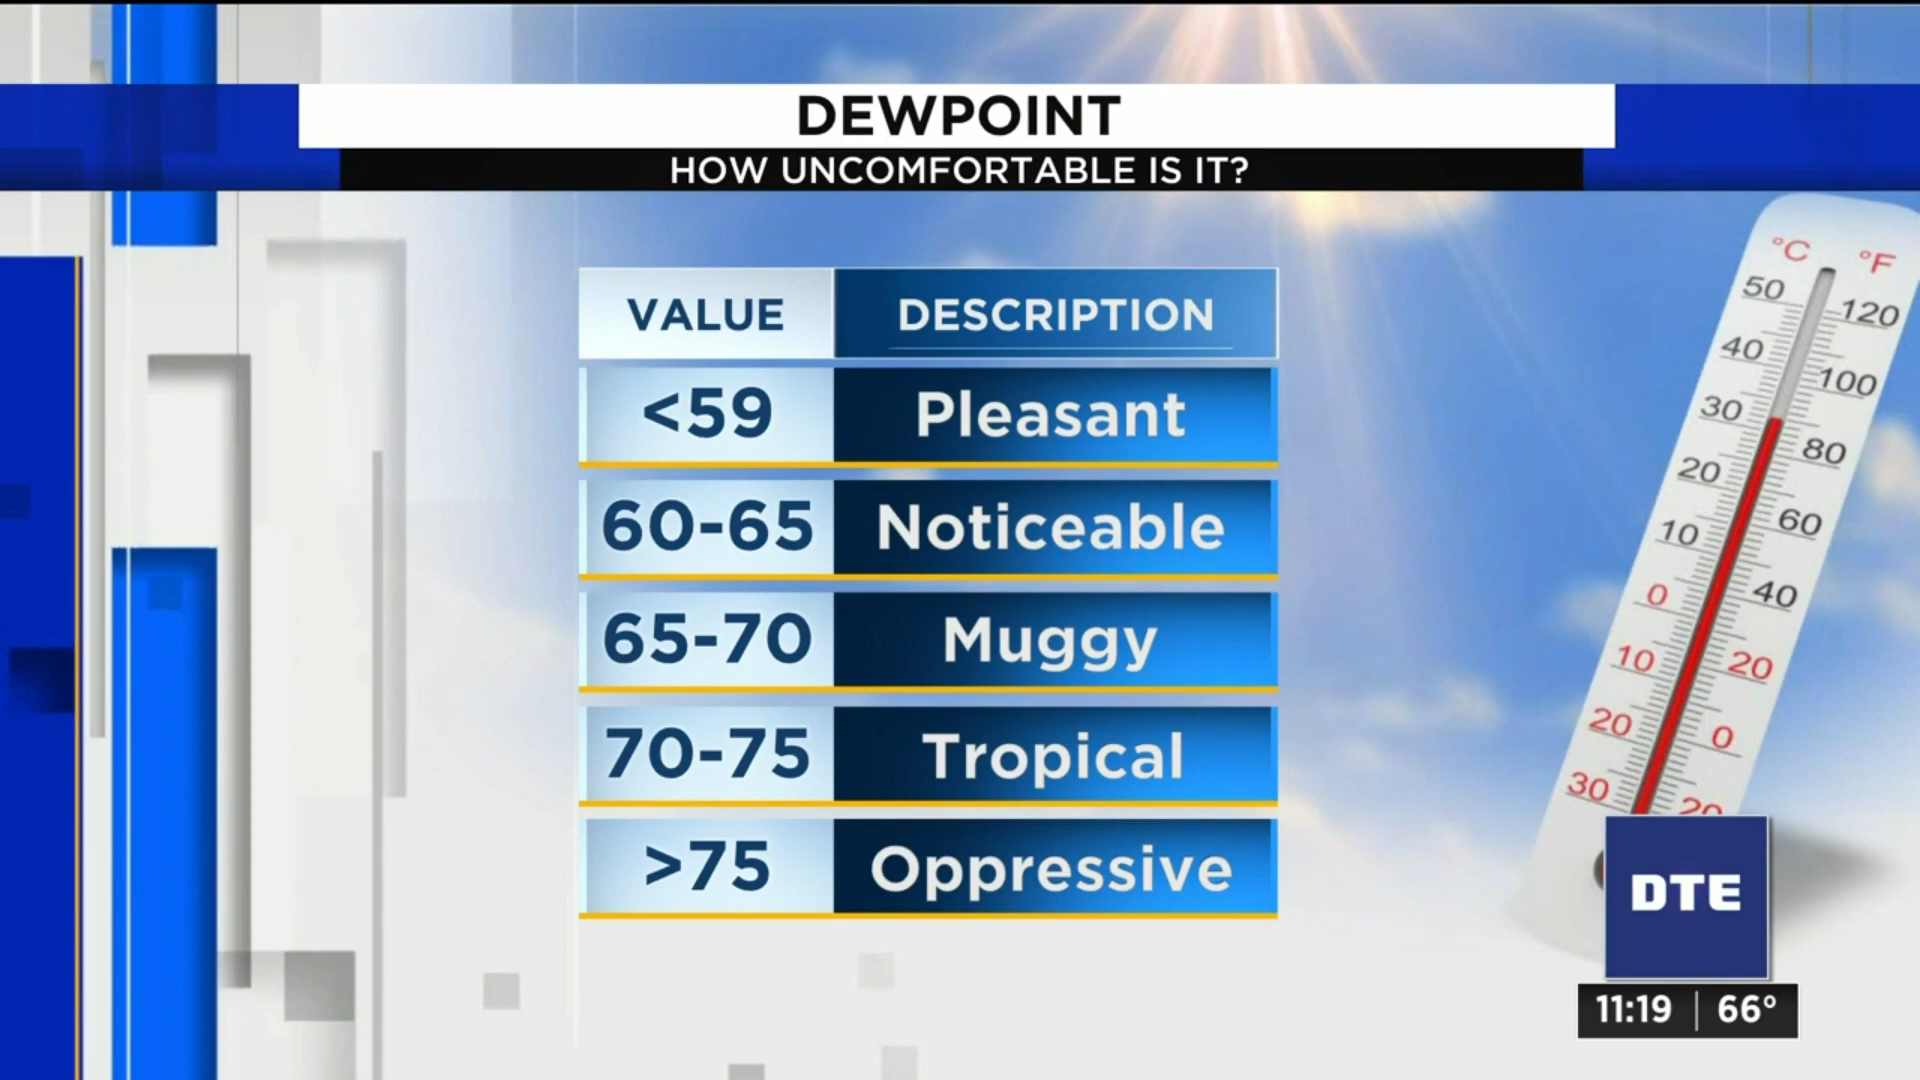 DEWPOINT
HOW UNCOMFORTABLE IS IT?
VALUE DESCRIPTION
<59 Pleasant
60-65 Noticeable
65-70 Muggy
70-75 Tropical
>75 Oppressive
°C °F
50 120
40 100
30 80
20 60
10 40
0 20
10 0
20 20
30
DTE
11:19 66°